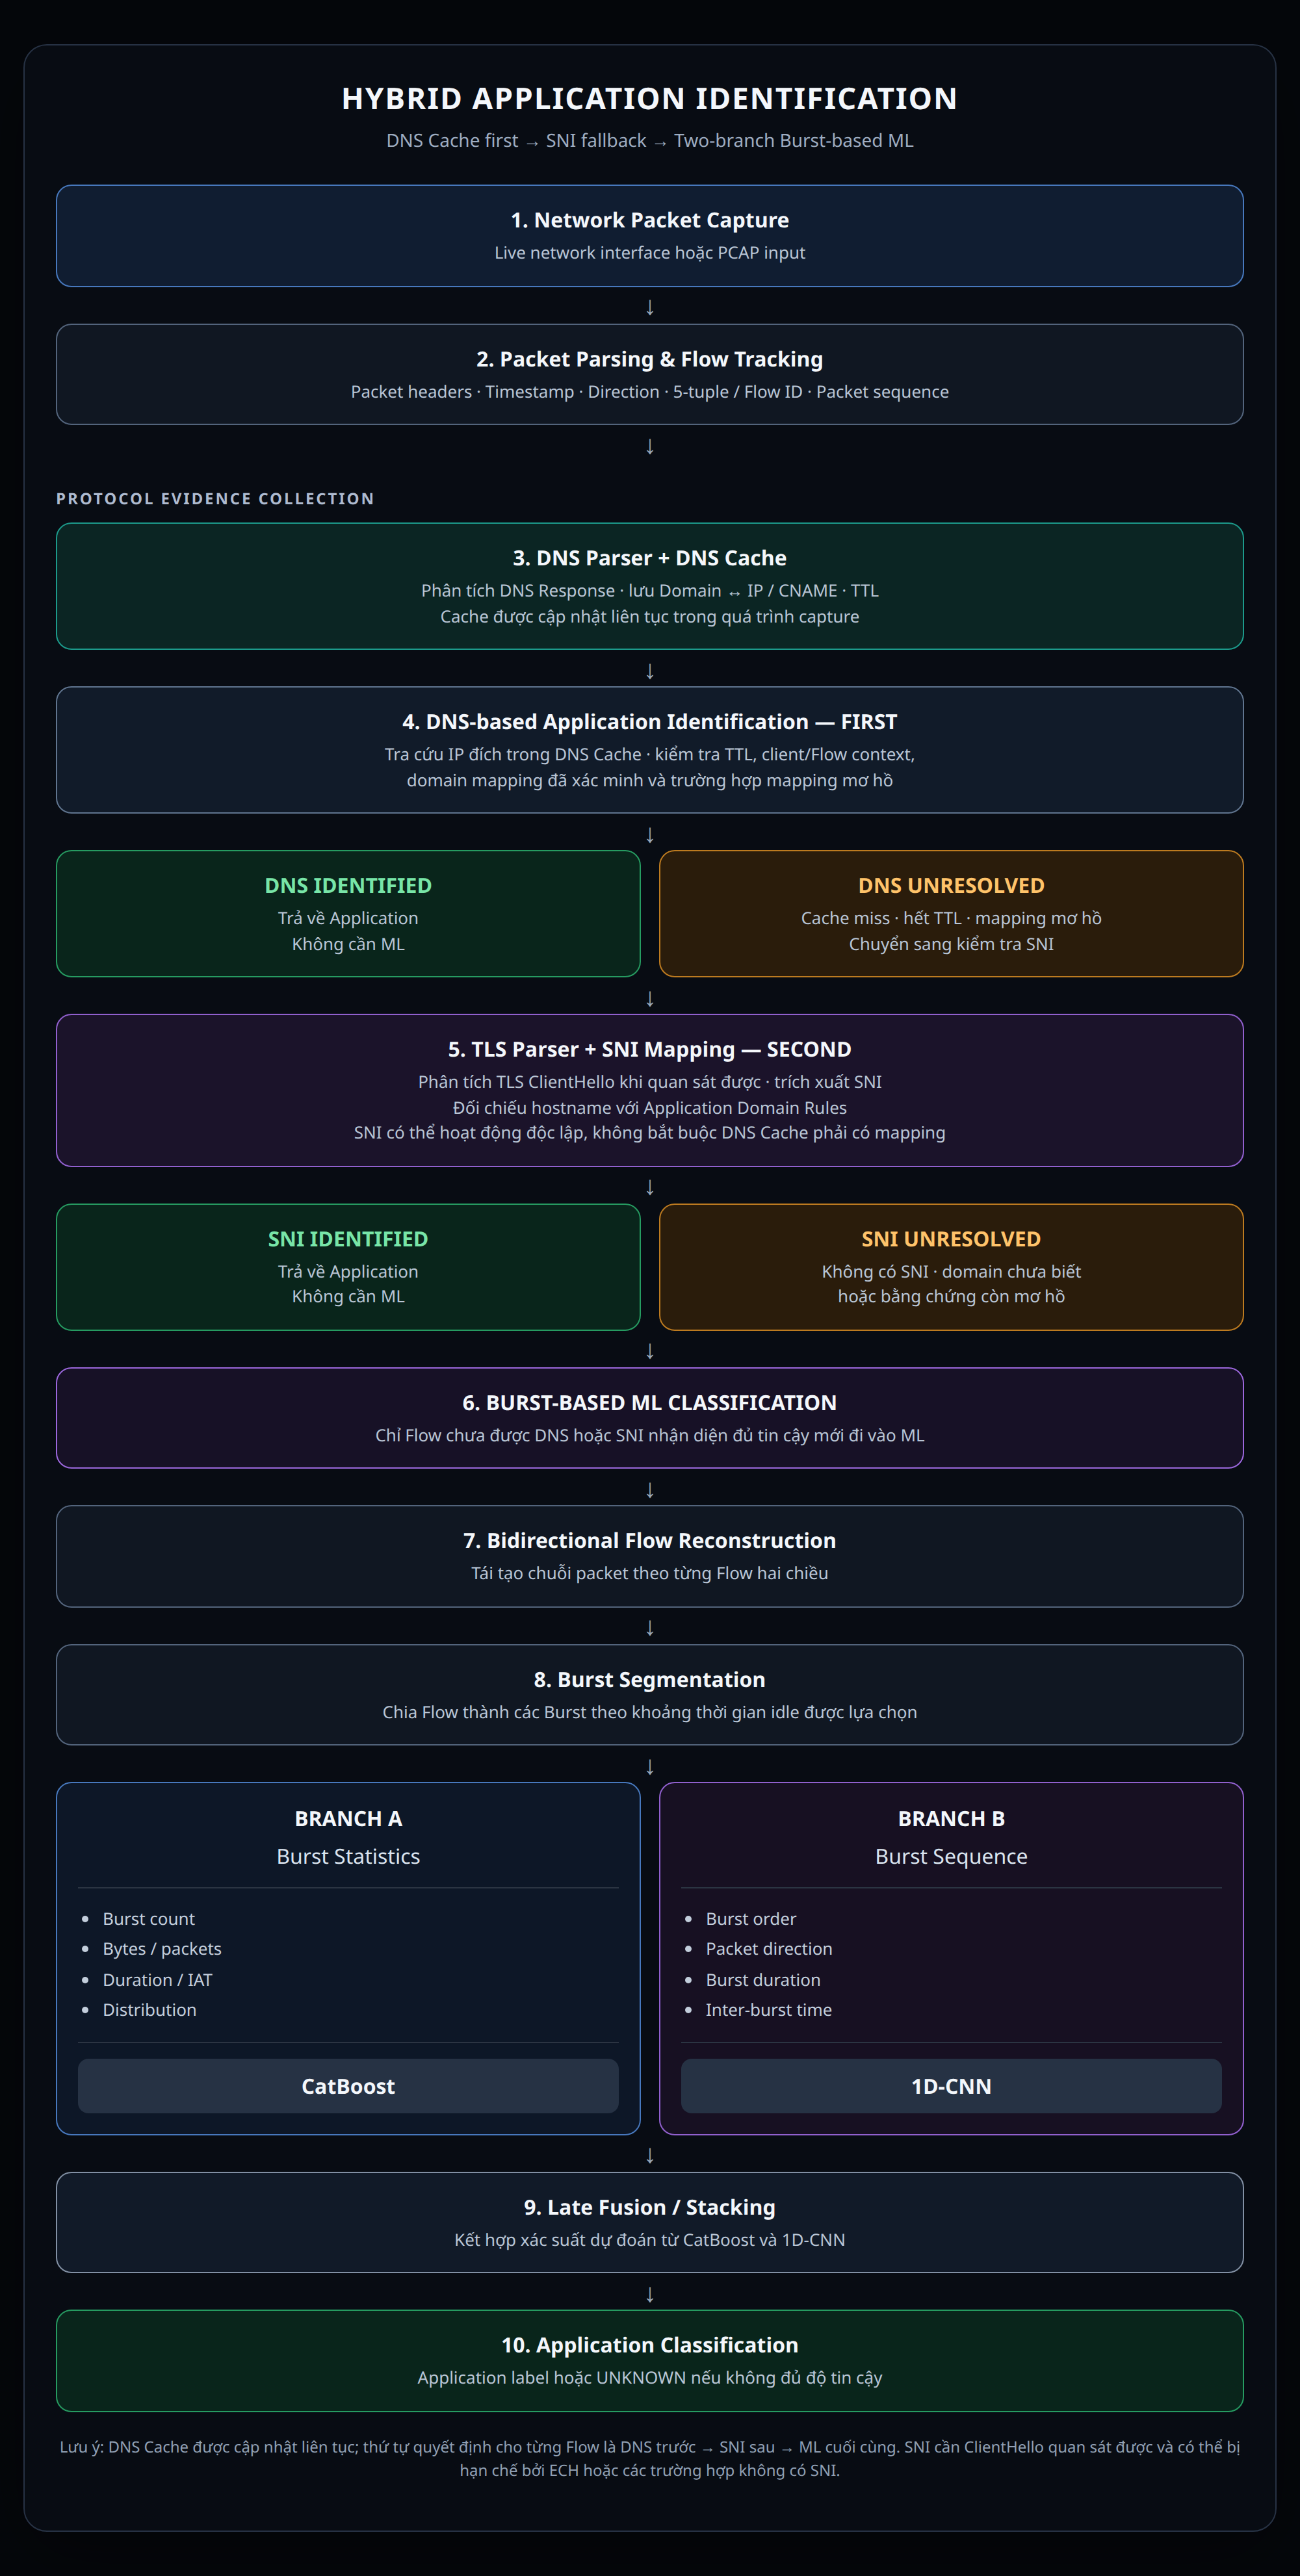 HYBRID APPLICATION IDENTIFICATION
DNS Cache first → SNI fallback → Two-branch Burst-based ML
1. Network Packet Capture
Live network interface hoặc PCAP input
↓
2. Packet Parsing & Flow Tracking
Packet headers · Timestamp · Direction · 5-tuple / Flow ID · Packet sequence
↓
PROTOCOL EVIDENCE COLLECTION
3. DNS Parser + DNS Cache
Phân tích DNS Response · lưu Domain ↔ IP / CNAME · TTL
Cache được cập nhật liên tục trong quá trình capture
↓
4. DNS-based Application Identification — FIRST
Tra cứu IP đích trong DNS Cache · kiểm tra TTL, client/Flow context,
domain mapping đã xác minh và trường hợp mapping mơ hồ
↓
DNS IDENTIFIED
Trả về Application
Không cần ML
DNS UNRESOLVED
Cache miss · hết TTL · mapping mơ hồ
Chuyển sang kiểm tra SNI
↓
5. TLS Parser + SNI Mapping — SECOND
Phân tích TLS ClientHello khi quan sát được · trích xuất SNI
Đối chiếu hostname với Application Domain Rules
SNI có thể hoạt động độc lập, không bắt buộc DNS Cache phải có mapping
↓
SNI IDENTIFIED
Trả về Application
Không cần ML
SNI UNRESOLVED
Không có SNI · domain chưa biết
hoặc bằng chứng còn mơ hồ
↓
6. BURST-BASED ML CLASSIFICATION
Chỉ Flow chưa được DNS hoặc SNI nhận diện đủ tin cậy mới đi vào ML
↓
7. Bidirectional Flow Reconstruction
Tái tạo chuỗi packet theo từng Flow hai chiều
↓
8. Burst Segmentation
Chia Flow thành các Burst theo khoảng thời gian idle được lựa chọn
↓
BRANCH A
Burst Statistics
• Burst count
• Bytes / packets
• Duration / IAT
• Distribution
CatBoost
BRANCH B
Burst Sequence
• Burst order
• Packet direction
• Burst duration
• Inter-burst time
1D-CNN
↓
9. Late Fusion / Stacking
Kết hợp xác suất dự đoán từ CatBoost và 1D-CNN
↓
10. Application Classification
Application label hoặc UNKNOWN nếu không đủ độ tin cậy
Lưu ý: DNS Cache được cập nhật liên tục; thứ tự quyết định cho từng Flow là DNS trước → SNI sau → ML cuối cùng. SNI cần ClientHello quan sát được và có thể bị
hạn chế bởi ECH hoặc các trường hợp không có SNI.